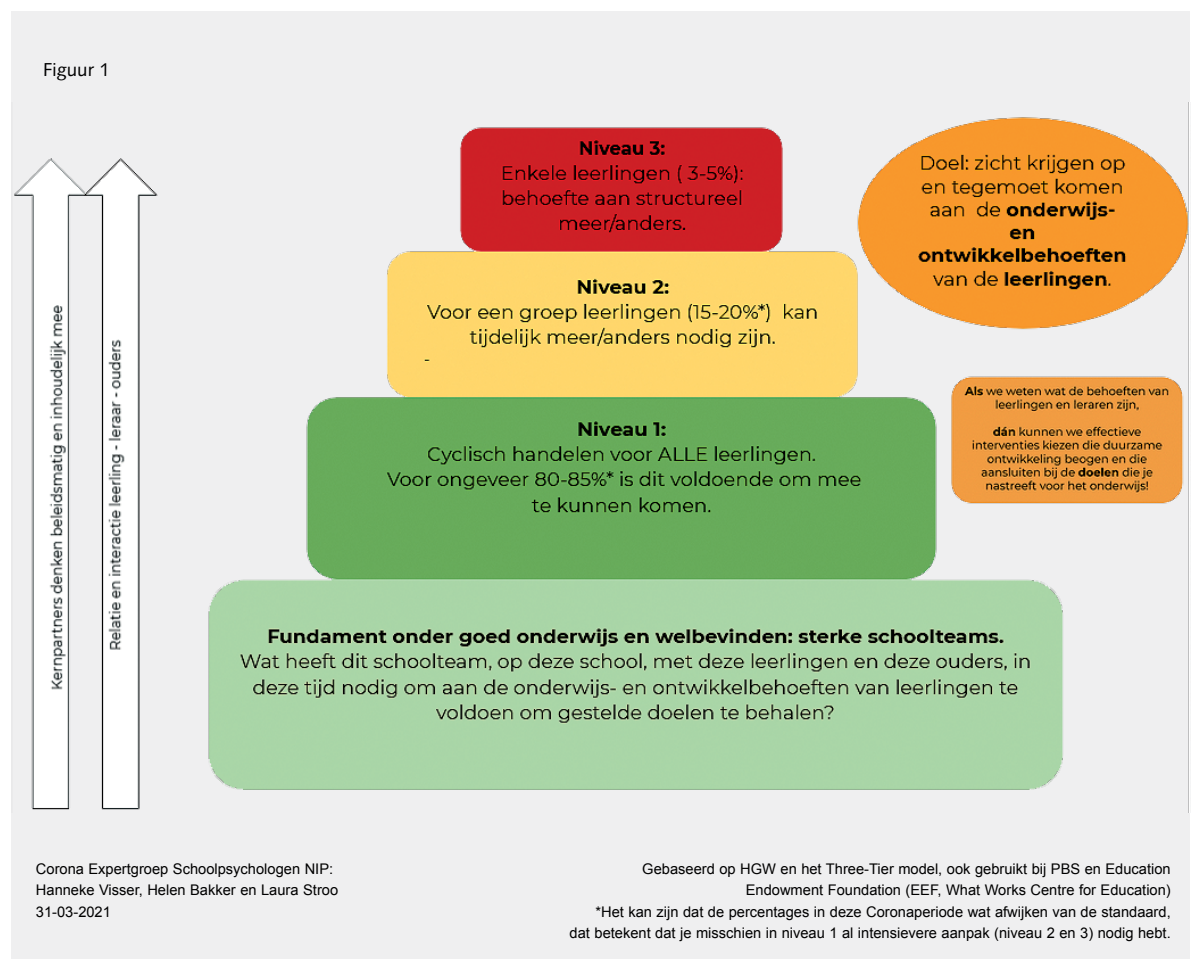 Figuur 1
Kernpartners denken beleidsmatig en inhoudelijk mee
Relatie en interactie leerling - leraar - ouders
Niveau 3:
Enkele leerlingen ( 3-5%):
behoefte aan structureel
meer/anders.
Niveau 2:
Voor een groep leerlingen (15-20%*) kan
tijdelijk meer/anders nodig zijn.
-
Niveau 1:
Cyclisch handelen voor ALLE leerlingen.
Voor ongeveer 80-85%* is dit voldoende om mee
te kunnen komen.
Fundament onder goed onderwijs en welbevinden: sterke schoolteams.
Wat heeft dit schoolteam, op deze school, met deze leerlingen en deze ouders, in
deze tijd nodig om aan de onderwijs- en ontwikkelbehoeften van leerlingen te
voldoen om gestelde doelen te behalen?
Doel: zicht krijgen op
en tegemoet komen
aan de onderwijs-
en
ontwikkelbehoeften
van de leerlingen.
Als we weten wat de behoeften van
leerlingen en leraren zijn,
dán kunnen we effectieve
interventies kiezen die duurzame
ontwikkeling beogen en die
aansluiten bij de doelen die je
nastreeft voor het onderwijs!
Corona Expertgroep Schoolpsychologen NIP:
Hanneke Visser, Helen Bakker en Laura Stroo
31-03-2021
Gebaseerd op HGW en het Three-Tier model, ook gebruikt bij PBS en Education
Endowment Foundation (EEF, What Works Centre for Education)
*Het kan zijn dat de percentages in deze Coronaperiode wat afwijken van de standaard,
dat betekent dat je misschien in niveau 1 al intensievere aanpak (niveau 2 en 3) nodig hebt.